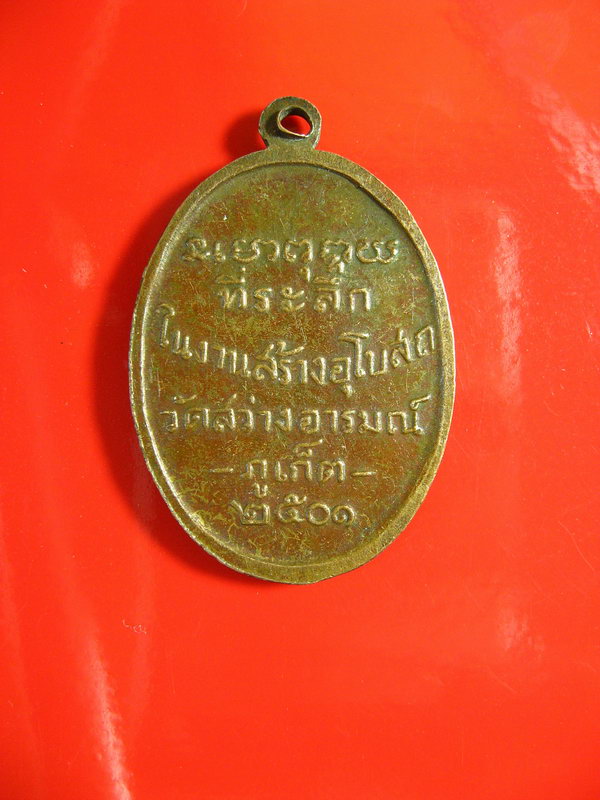 ที่ระลึก
ในงานสร้างอุโบสถ
วัดสว่างอารมณ์
- ภูเก็ต -
๒๕๐๑